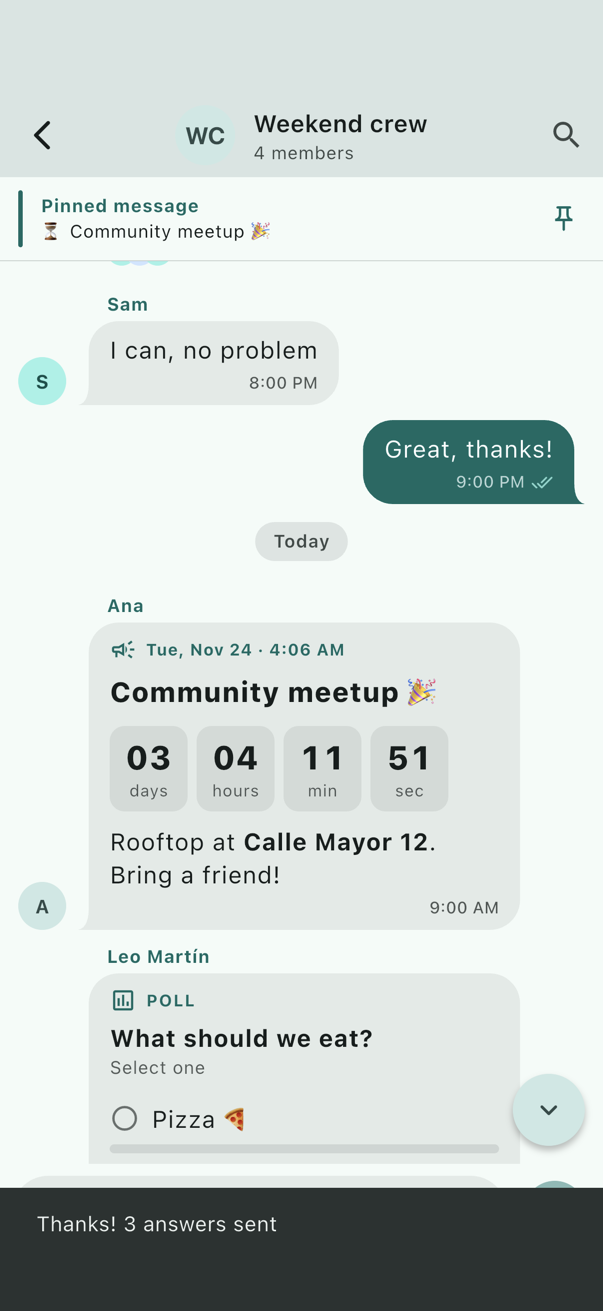 WC
Weekend crew
4 members
Pinned message
⏳ Community meetup 🎉
Sam
I can, no problem
8:00 PM
S
Great, thanks!
9:00 PM
Today
Ana
Tue, Nov 24 · 4:06 AM
Community meetup 🎉
03 04 11 51
days hours min sec
Rooftop at Calle Mayor 12.
Bring a friend!
9:00 AM
A
Leo Martín
POLL
What should we eat?
Select one
Pizza 🍕
Thanks! 3 answers sent